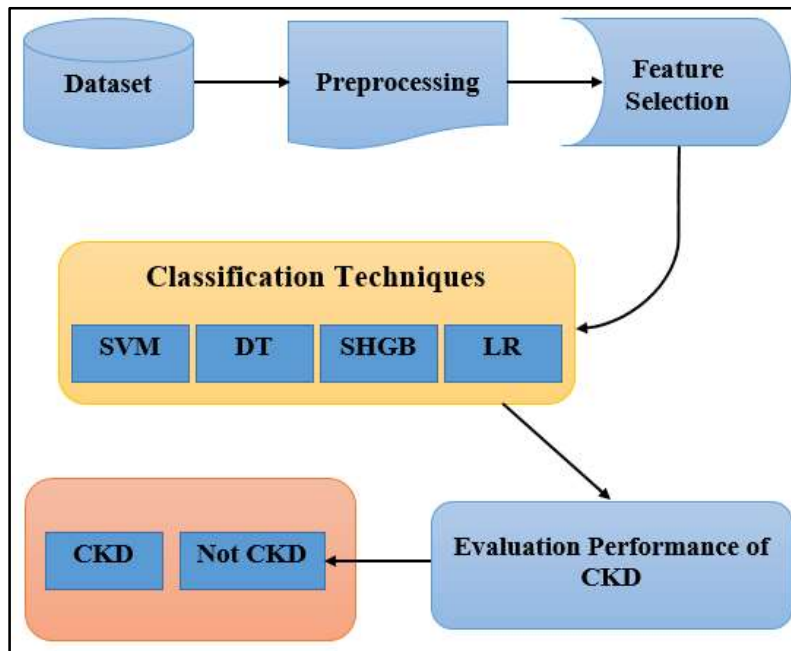 Dataset
Preprocessing
Feature
Selection
Classification Techniques
SVM
DT
SHGB
LR
CKD
Not CKD
Evaluation Performance of
CKD